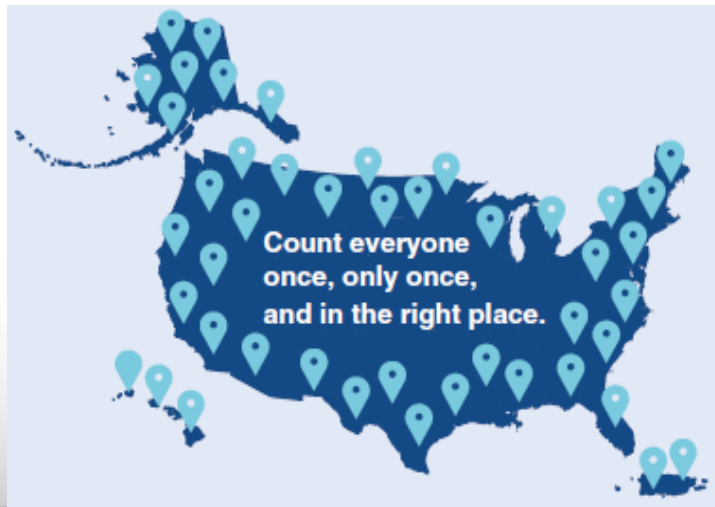 Count everyone
once, only once,
and in the right place.